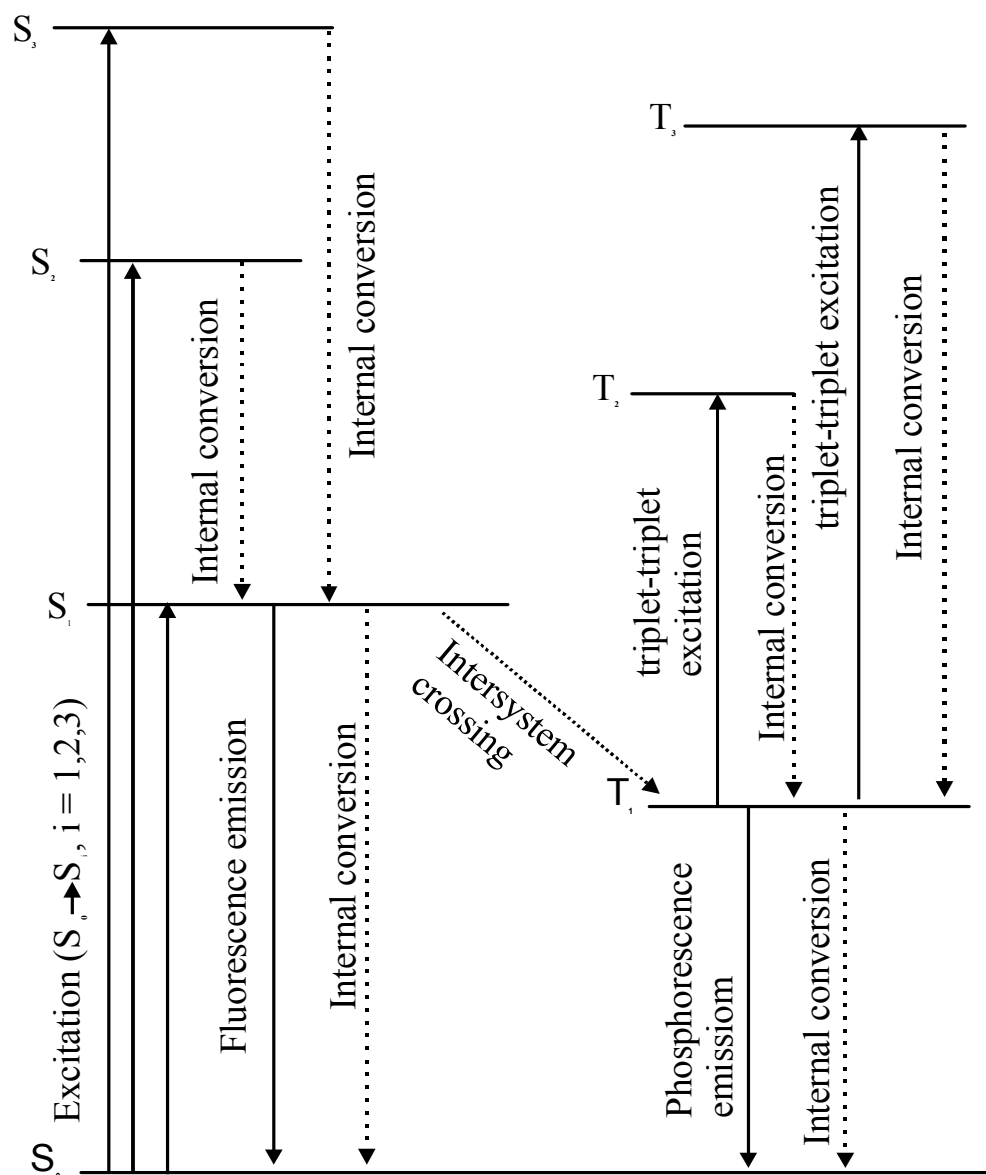 S₃
T₃
S₂
Internal conversion
Internal conversion
triplet-triplet excitation
Internal conversion
T₂
triplet-triplet
excitation
Internal conversion
S₁
Intersystem
crossing
T₁
Excitation (S₀→Sᵢ, i = 1,2,3)
Fluorescence emission
Internal conversion
Phosphorescence
emissiom
Internal conversion
S₀